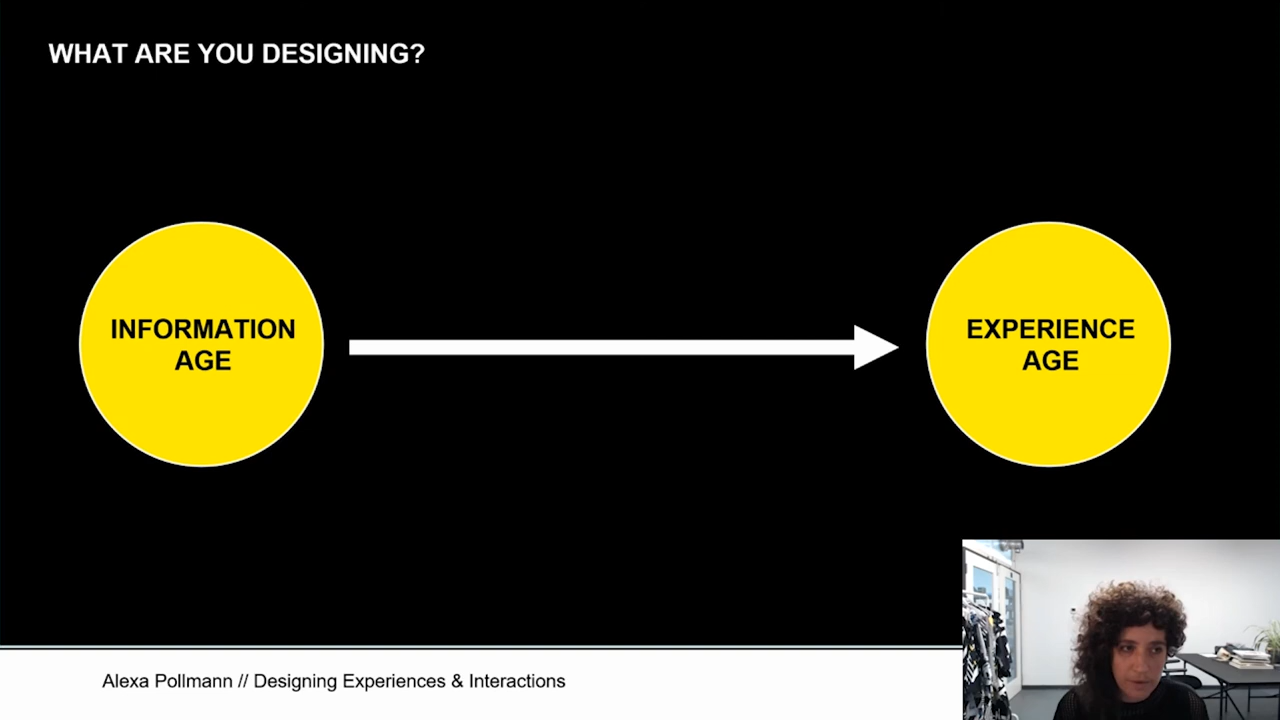 WHAT ARE YOU DESIGNING?
INFORMATION
AGE
EXPERIENCE
AGE
Alexa Pollmann // Designing Experiences & Interactions